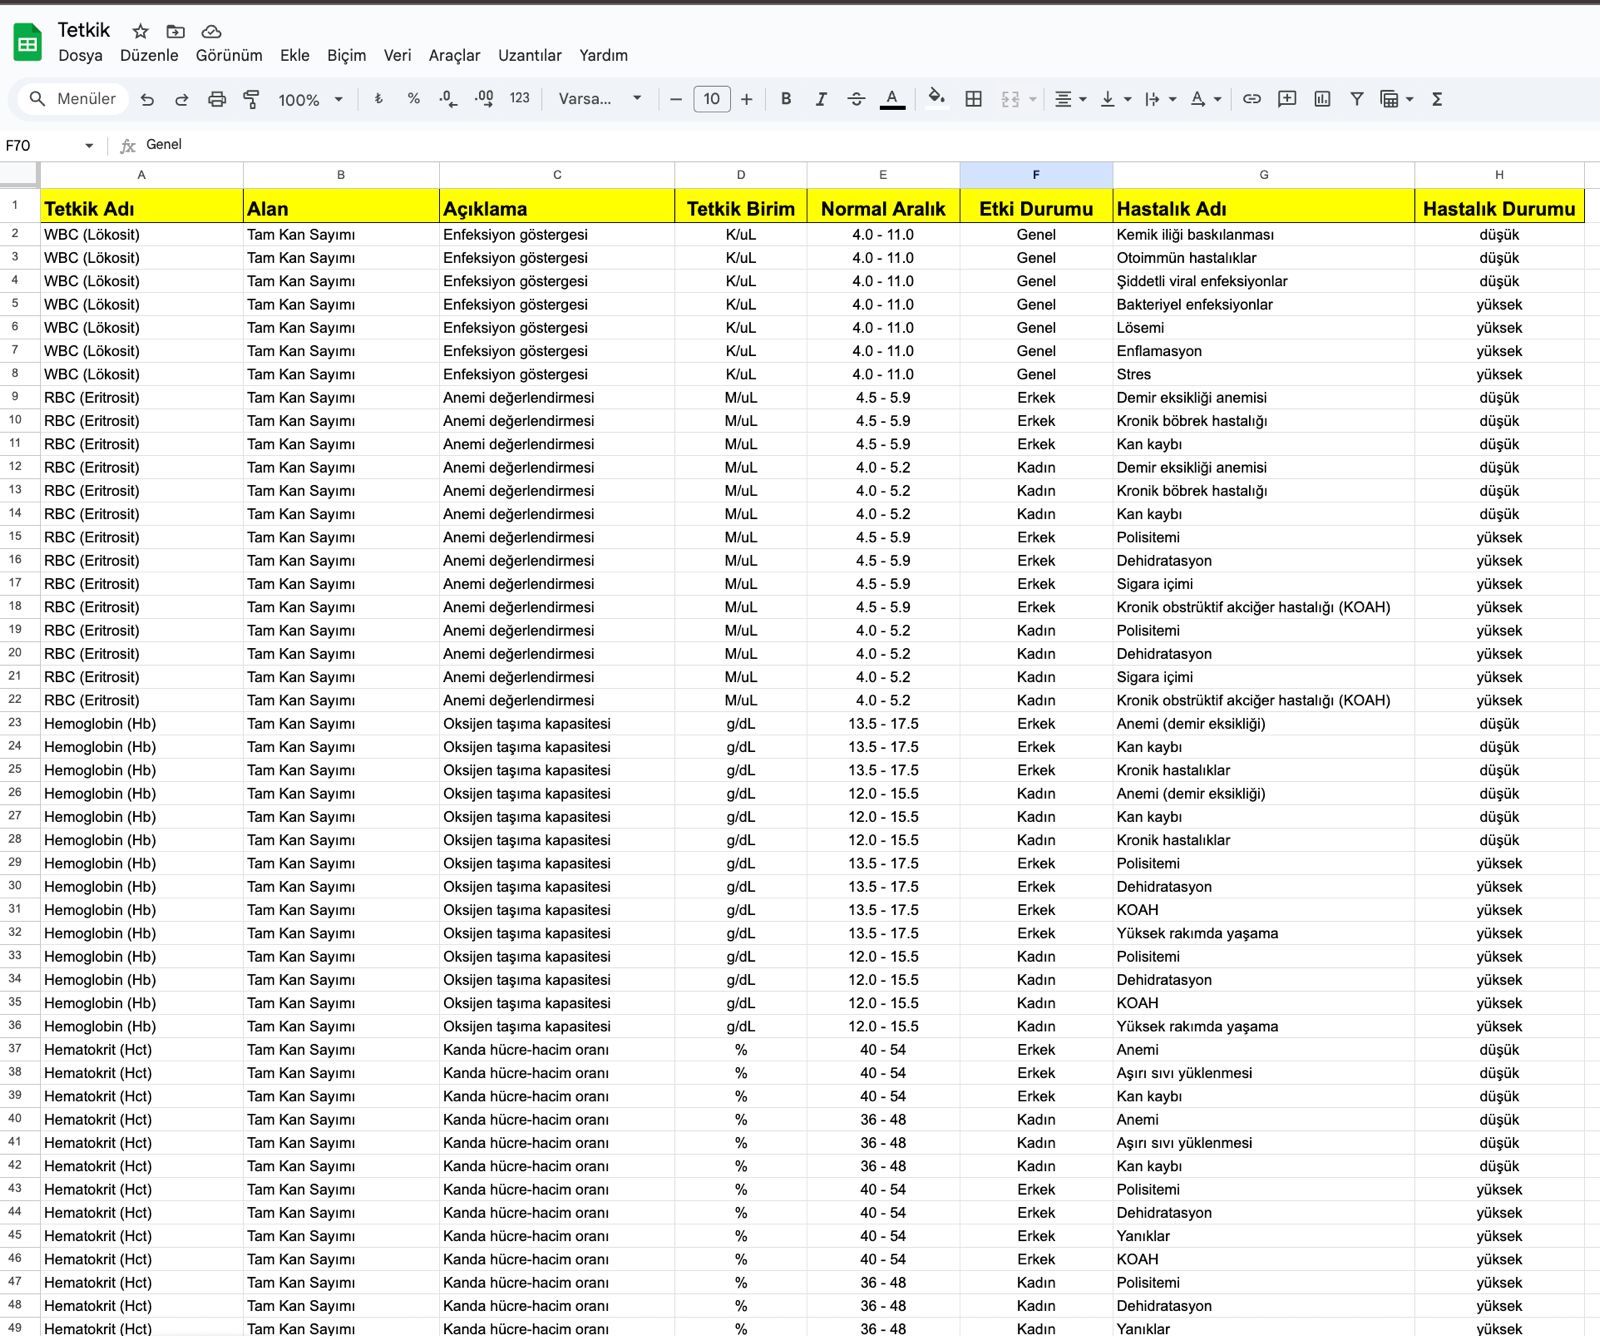 Tetkik
Dosya Düzenle Görünüm Ekle Biçim Veri Araçlar Uzantılar Yardım
Menüler 100% ₺ % .0 .00 123 Varsa... − 10 + B I A Σ
F70 fx Genel
A B C D E F G H
1 Tetkik Adı Alan Açıklama Tetkik Birim Normal Aralık Etki Durumu Hastalık Adı Hastalık Durumu
2 WBC (Lökosit) Tam Kan Sayımı Enfeksiyon göstergesi K/uL 4.0 - 11.0 Genel Kemik iliği baskılanması düşük
3 WBC (Lökosit) Tam Kan Sayımı Enfeksiyon göstergesi K/uL 4.0 - 11.0 Genel Otoimmün hastalıklar düşük
4 WBC (Lökosit) Tam Kan Sayımı Enfeksiyon göstergesi K/uL 4.0 - 11.0 Genel Şiddetli viral enfeksiyonlar düşük
5 WBC (Lökosit) Tam Kan Sayımı Enfeksiyon göstergesi K/uL 4.0 - 11.0 Genel Bakteriyel enfeksiyonlar yüksek
6 WBC (Lökosit) Tam Kan Sayımı Enfeksiyon göstergesi K/uL 4.0 - 11.0 Genel Lösemi yüksek
7 WBC (Lökosit) Tam Kan Sayımı Enfeksiyon göstergesi K/uL 4.0 - 11.0 Genel Enflamasyon yüksek
8 WBC (Lökosit) Tam Kan Sayımı Enfeksiyon göstergesi K/uL 4.0 - 11.0 Genel Stres yüksek
9 RBC (Eritrosit) Tam Kan Sayımı Anemi değerlendirmesi M/uL 4.5 - 5.9 Erkek Demir eksikliği anemisi düşük
10 RBC (Eritrosit) Tam Kan Sayımı Anemi değerlendirmesi M/uL 4.5 - 5.9 Erkek Kronik böbrek hastalığı düşük
11 RBC (Eritrosit) Tam Kan Sayımı Anemi değerlendirmesi M/uL 4.5 - 5.9 Erkek Kan kaybı düşük
12 RBC (Eritrosit) Tam Kan Sayımı Anemi değerlendirmesi M/uL 4.0 - 5.2 Kadın Demir eksikliği anemisi düşük
13 RBC (Eritrosit) Tam Kan Sayımı Anemi değerlendirmesi M/uL 4.0 - 5.2 Kadın Kronik böbrek hastalığı düşük
14 RBC (Eritrosit) Tam Kan Sayımı Anemi değerlendirmesi M/uL 4.0 - 5.2 Kadın Kan kaybı düşük
15 RBC (Eritrosit) Tam Kan Sayımı Anemi değerlendirmesi M/uL 4.5 - 5.9 Erkek Polisitemi yüksek
16 RBC (Eritrosit) Tam Kan Sayımı Anemi değerlendirmesi M/uL 4.5 - 5.9 Erkek Dehidratasyon yüksek
17 RBC (Eritrosit) Tam Kan Sayımı Anemi değerlendirmesi M/uL 4.5 - 5.9 Erkek Sigara içimi yüksek
18 RBC (Eritrosit) Tam Kan Sayımı Anemi değerlendirmesi M/uL 4.5 - 5.9 Erkek Kronik obstrüktif akciğer hastalığı (KOAH) yüksek
19 RBC (Eritrosit) Tam Kan Sayımı Anemi değerlendirmesi M/uL 4.0 - 5.2 Kadın Polisitemi yüksek
20 RBC (Eritrosit) Tam Kan Sayımı Anemi değerlendirmesi M/uL 4.0 - 5.2 Kadın Dehidratasyon yüksek
21 RBC (Eritrosit) Tam Kan Sayımı Anemi değerlendirmesi M/uL 4.0 - 5.2 Kadın Sigara içimi yüksek
22 RBC (Eritrosit) Tam Kan Sayımı Anemi değerlendirmesi M/uL 4.0 - 5.2 Kadın Kronik obstrüktif akciğer hastalığı (KOAH) yüksek
23 Hemoglobin (Hb) Tam Kan Sayımı Oksijen taşıma kapasitesi g/dL 13.5 - 17.5 Erkek Anemi (demir eksikliği) düşük
24 Hemoglobin (Hb) Tam Kan Sayımı Oksijen taşıma kapasitesi g/dL 13.5 - 17.5 Erkek Kan kaybı düşük
25 Hemoglobin (Hb) Tam Kan Sayımı Oksijen taşıma kapasitesi g/dL 13.5 - 17.5 Erkek Kronik hastalıklar düşük
26 Hemoglobin (Hb) Tam Kan Sayımı Oksijen taşıma kapasitesi g/dL 12.0 - 15.5 Kadın Anemi (demir eksikliği) düşük
27 Hemoglobin (Hb) Tam Kan Sayımı Oksijen taşıma kapasitesi g/dL 12.0 - 15.5 Kadın Kan kaybı düşük
28 Hemoglobin (Hb) Tam Kan Sayımı Oksijen taşıma kapasitesi g/dL 12.0 - 15.5 Kadın Kronik hastalıklar düşük
29 Hemoglobin (Hb) Tam Kan Sayımı Oksijen taşıma kapasitesi g/dL 13.5 - 17.5 Erkek Polisitemi yüksek
30 Hemoglobin (Hb) Tam Kan Sayımı Oksijen taşıma kapasitesi g/dL 13.5 - 17.5 Erkek Dehidratasyon yüksek
31 Hemoglobin (Hb) Tam Kan Sayımı Oksijen taşıma kapasitesi g/dL 13.5 - 17.5 Erkek KOAH yüksek
32 Hemoglobin (Hb) Tam Kan Sayımı Oksijen taşıma kapasitesi g/dL 13.5 - 17.5 Erkek Yüksek rakımda yaşama yüksek
33 Hemoglobin (Hb) Tam Kan Sayımı Oksijen taşıma kapasitesi g/dL 12.0 - 15.5 Kadın Polisitemi yüksek
34 Hemoglobin (Hb) Tam Kan Sayımı Oksijen taşıma kapasitesi g/dL 12.0 - 15.5 Kadın Dehidratasyon yüksek
35 Hemoglobin (Hb) Tam Kan Sayımı Oksijen taşıma kapasitesi g/dL 12.0 - 15.5 Kadın KOAH yüksek
36 Hemoglobin (Hb) Tam Kan Sayımı Oksijen taşıma kapasitesi g/dL 12.0 - 15.5 Kadın Yüksek rakımda yaşama yüksek
37 Hematokrit (Hct) Tam Kan Sayımı Kanda hücre-hacim oranı % 40 - 54 Erkek Anemi düşük
38 Hematokrit (Hct) Tam Kan Sayımı Kanda hücre-hacim oranı % 40 - 54 Erkek Aşırı sıvı yüklenmesi düşük
39 Hematokrit (Hct) Tam Kan Sayımı Kanda hücre-hacim oranı % 40 - 54 Erkek Kan kaybı düşük
40 Hematokrit (Hct) Tam Kan Sayımı Kanda hücre-hacim oranı % 36 - 48 Kadın Anemi düşük
41 Hematokrit (Hct) Tam Kan Sayımı Kanda hücre-hacim oranı % 36 - 48 Kadın Aşırı sıvı yüklenmesi düşük
42 Hematokrit (Hct) Tam Kan Sayımı Kanda hücre-hacim oranı % 36 - 48 Kadın Kan kaybı düşük
43 Hematokrit (Hct) Tam Kan Sayımı Kanda hücre-hacim oranı % 40 - 54 Erkek Polisitemi yüksek
44 Hematokrit (Hct) Tam Kan Sayımı Kanda hücre-hacim oranı % 40 - 54 Erkek Dehidratasyon yüksek
45 Hematokrit (Hct) Tam Kan Sayımı Kanda hücre-hacim oranı % 40 - 54 Erkek Yanıklar yüksek
46 Hematokrit (Hct) Tam Kan Sayımı Kanda hücre-hacim oranı % 40 - 54 Erkek KOAH yüksek
47 Hematokrit (Hct) Tam Kan Sayımı Kanda hücre-hacim oranı % 36 - 48 Kadın Polisitemi yüksek
48 Hematokrit (Hct) Tam Kan Sayımı Kanda hücre-hacim oranı % 36 - 48 Kadın Dehidratasyon yüksek
49 Hematokrit (Hct) Tam Kan Sayımı Kanda hücre-hacim oranı % 36 - 48 Kadın Yanıklar yüksek